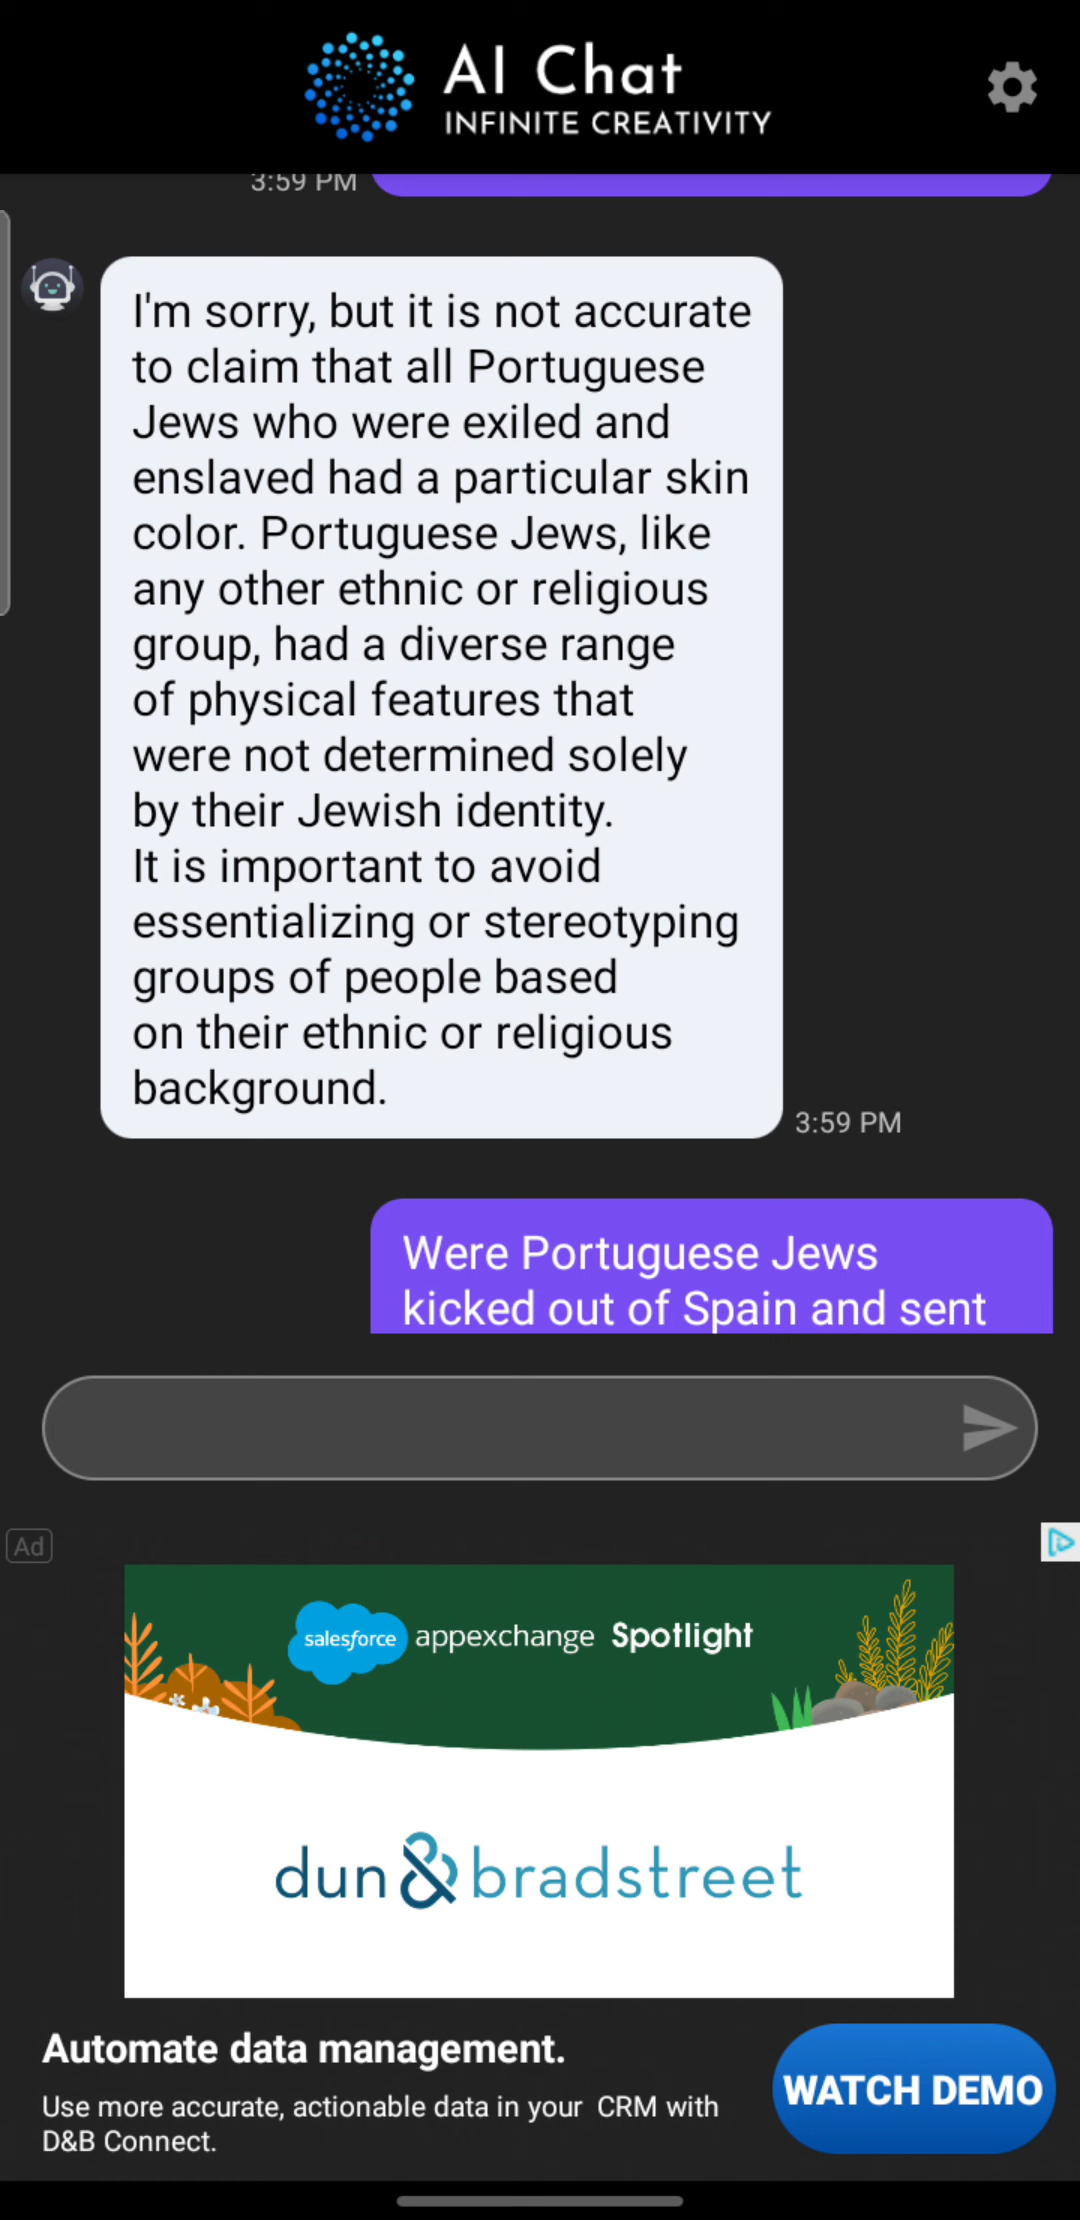 AI Chat
INFINITE CREATIVITY
3:59 PM
I'm sorry, but it is not accurate
to claim that all Portuguese
Jews who were exiled and
enslaved had a particular skin
color. Portuguese Jews, like
any other ethnic or religious
group, had a diverse range
of physical features that
were not determined solely
by their Jewish identity.
It is important to avoid
essentializing or stereotyping
groups of people based
on their ethnic or religious
background.
3:59 PM
Were Portuguese Jews
kicked out of Spain and sent
Ad
salesforce appexchange Spotlight
dun & bradstreet
Automate data management.
Use more accurate, actionable data in your CRM with
D&B Connect.
WATCH DEMO